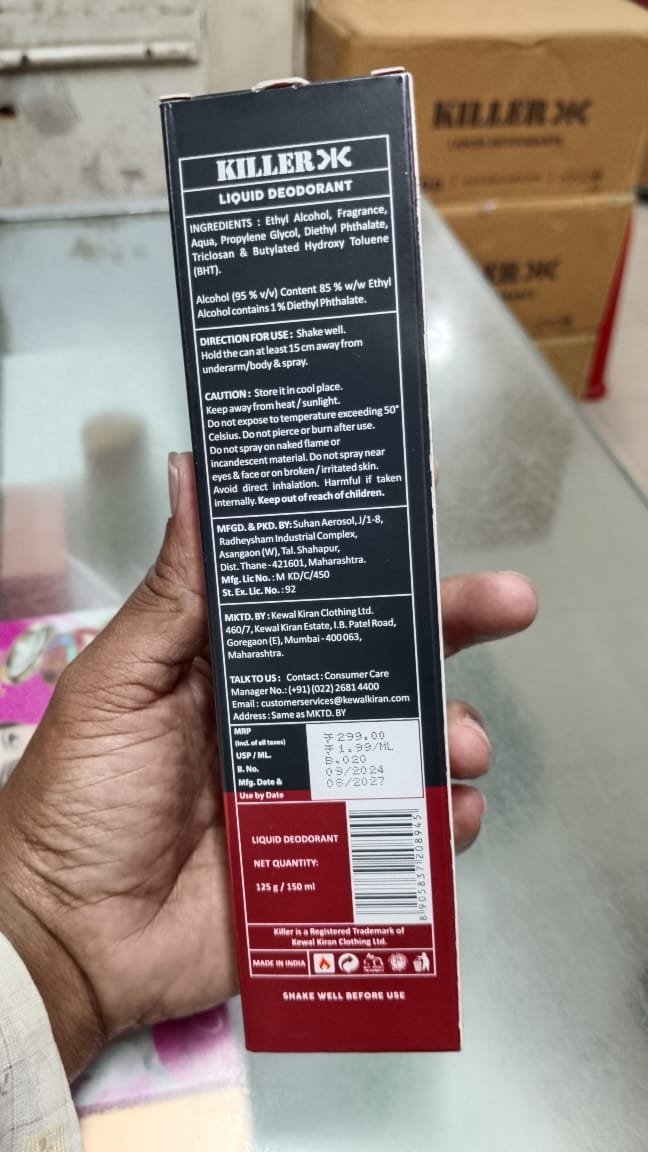 KILLER
LIQUID DEODORANT
INGREDIENTS : Ethyl Alcohol, Fragrance,
Aqua, Propylene Glycol, Diethyl Phthalate,
Triclosan & Butylated Hydroxy Toluene
(BHT).
Alcohol (95 % v/v) Content 85 % w/w Ethyl
Alcohol contains 1 % Diethyl Phthalate.
DIRECTION FOR USE : Shake well.
Hold the can at least 15 cm away from
underarm/body & spray.
CAUTION : Store it in cool place.
Keep away from heat / sunlight.
Do not expose to temperature exceeding 50°
Celsius. Do not pierce or burn after use.
Do not spray on naked flame or
incandescent material. Do not spray near
eyes & face or on broken / irritated skin.
Avoid direct inhalation. Harmful if taken
internally. Keep out of reach of children.
MFGD. & PKD. BY: Suhan Aerosol, J/1-8,
Radheysham Industrial Complex,
Asangaon (W), Tal. Shahapur,
Dist. Thane - 421601, Maharashtra.
Mfg. Lic No. : M KD/C/450
St. Ex. Lic. No. : 92
MKTD. BY : Kewal Kiran Clothing Ltd.
460/7, Kewal Kiran Estate, I.B. Patel Road,
Goregaon (E), Mumbai - 400 063,
Maharashtra.
TALK TO US : Contact : Consumer Care
Manager No.: (+91) (022) 2681 4400
Email : customerservices@kewalkiran.com
Address : Same as MKTD. BY
MRP
(Incl. of all taxes)
₹ 299.00
USP / ML.
₹ 1.99/ML
B. No.
B.020
Mfg. Date &
09/2024
Use by Date
08/2027
LIQUID DEODORANT
NET QUANTITY:
125 g / 150 ml
8 905837 208945
Killer is a Registered Trademark of
Kewal Kiran Clothing Ltd.
MADE IN INDIA
SHAKE WELL BEFORE USE
KILLER